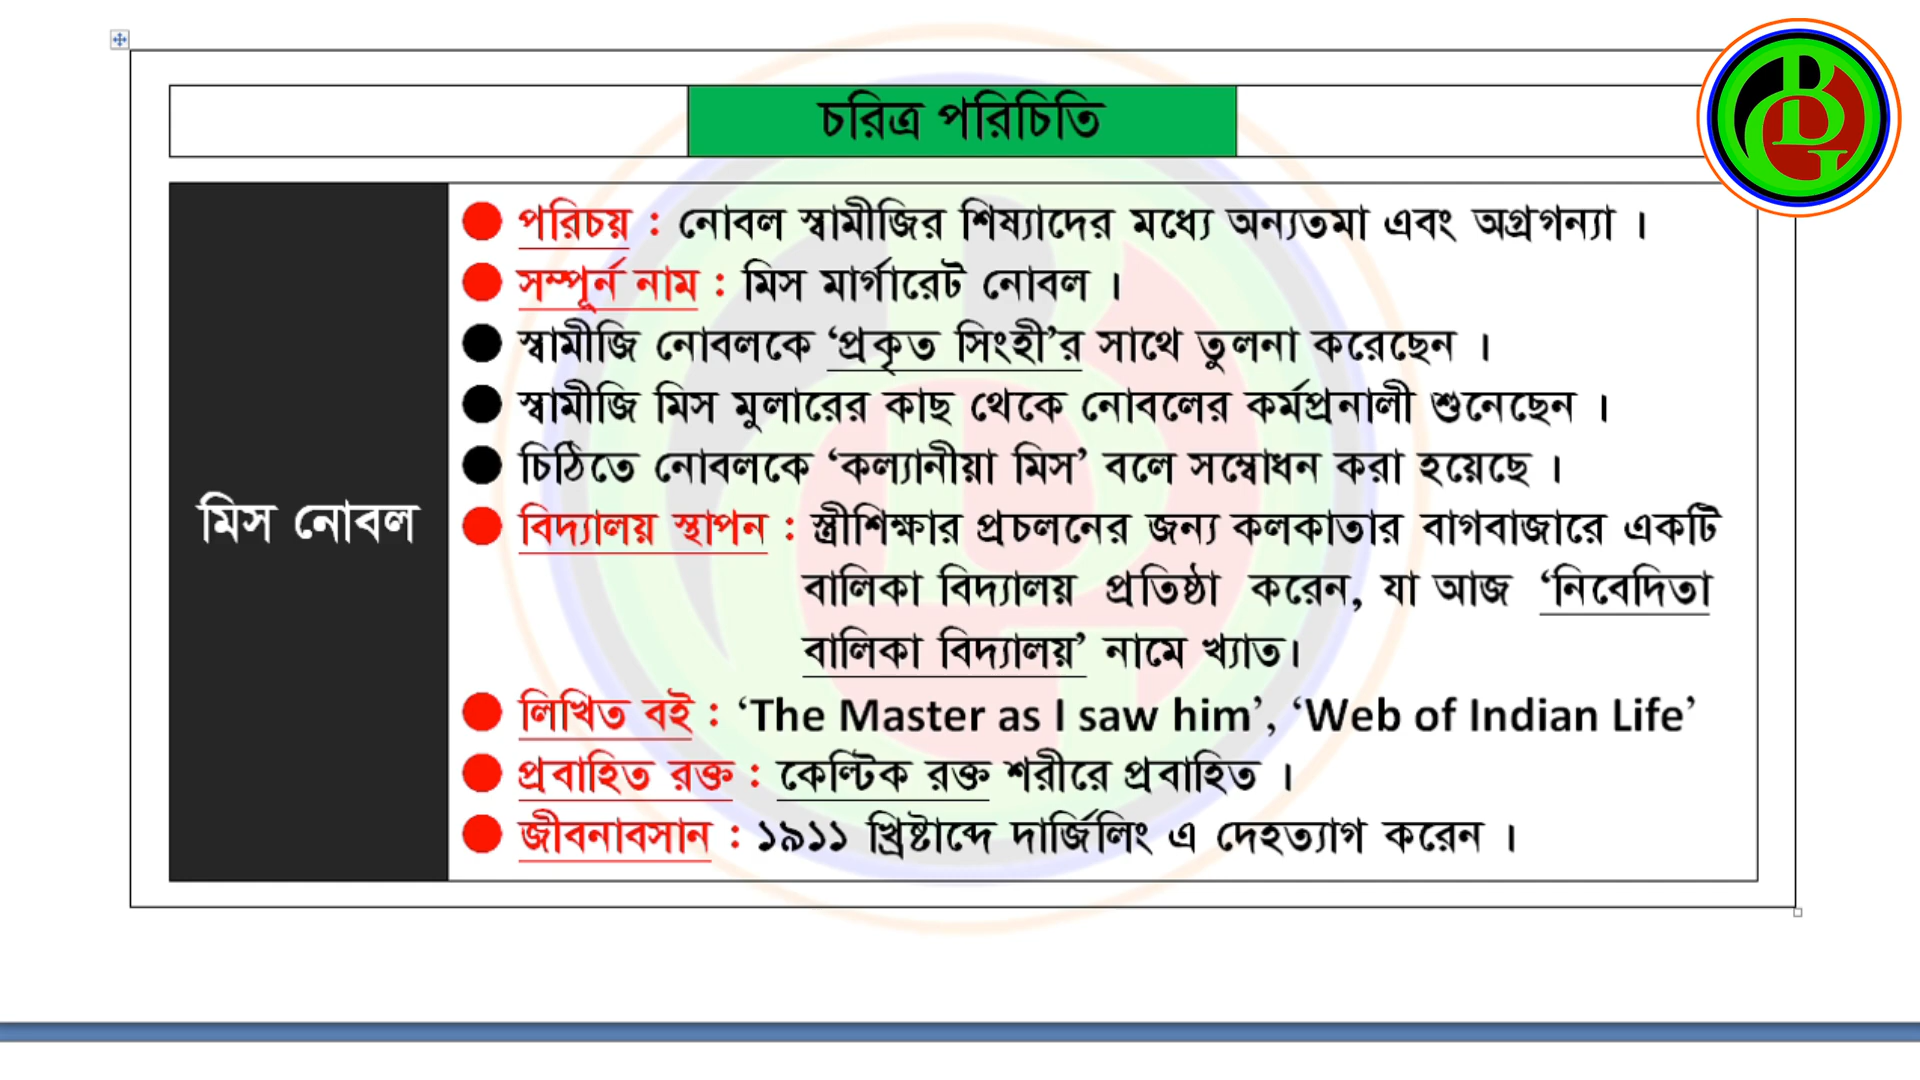 চরিত্র পরিচিতি
মিস নোবল
পরিচয় : নোবল স্বামীজির শিষ্যাদের মধ্যে অন্যতমা এবং অগ্রগন্যা ।
সম্পূর্ন নাম : মিস মার্গারেট নোবল ।
স্বামীজি নোবলকে ‘প্রকৃত সিংহী’র সাথে তুলনা করেছেন ।
স্বামীজি মিস মুলারের কাছ থেকে নোবলের কর্মপ্রনালী শুনেছেন ।
চিঠিতে নোবলকে ‘কল্যানীয়া মিস’ বলে সম্বোধন করা হয়েছে ।
বিদ্যালয় স্থাপন : স্ত্রীশিক্ষার প্রচলনের জন্য কলকাতার বাগবাজারে একটি
বালিকা বিদ্যালয় প্রতিষ্ঠা করেন, যা আজ ‘নিবেদিতা
বালিকা বিদ্যালয়’ নামে খ্যাত।
লিখিত বই : ‘The Master as I saw him’, ‘Web of Indian Life’
প্রবাহিত রক্ত : কেল্টিক রক্ত শরীরে প্রবাহিত ।
জীবনাবসান : ১৯১১ খ্রিষ্টাব্দে দার্জিলিং এ দেহত্যাগ করেন ।